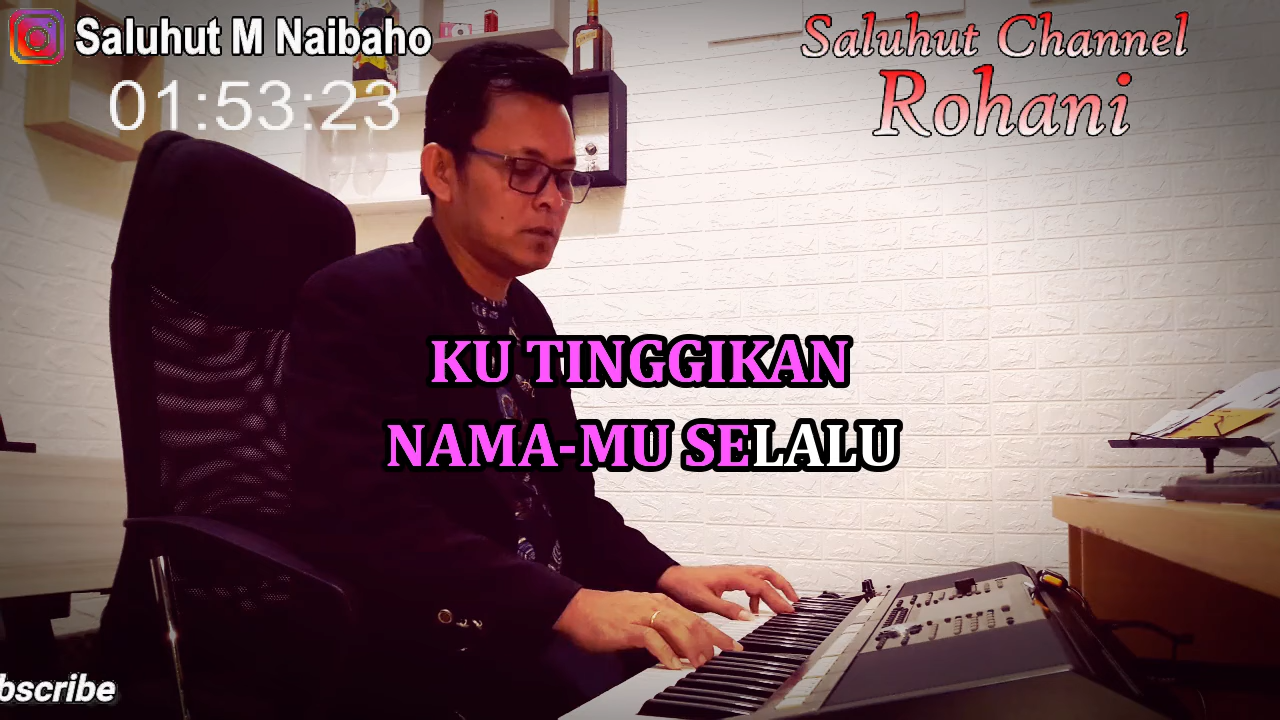 Saluhut M Naibaho
01:53:23
Saluhut Channel
Rohani
KU TINGGIKAN
NAMA-MU SELALU
bscribe